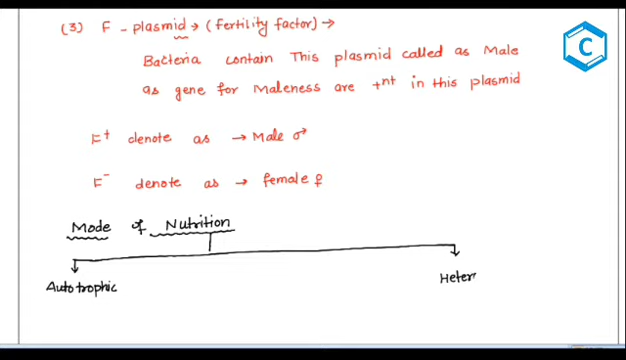 (3) F - plasmid → (fertility factor) →
Bacteria contain This plasmid called as Male
as gene for Maleness are +nt in this plasmid
F+ denote as → Male ♂
F- denote as → female ♀
Mode of Nutrition
Autotrophic Heter
C